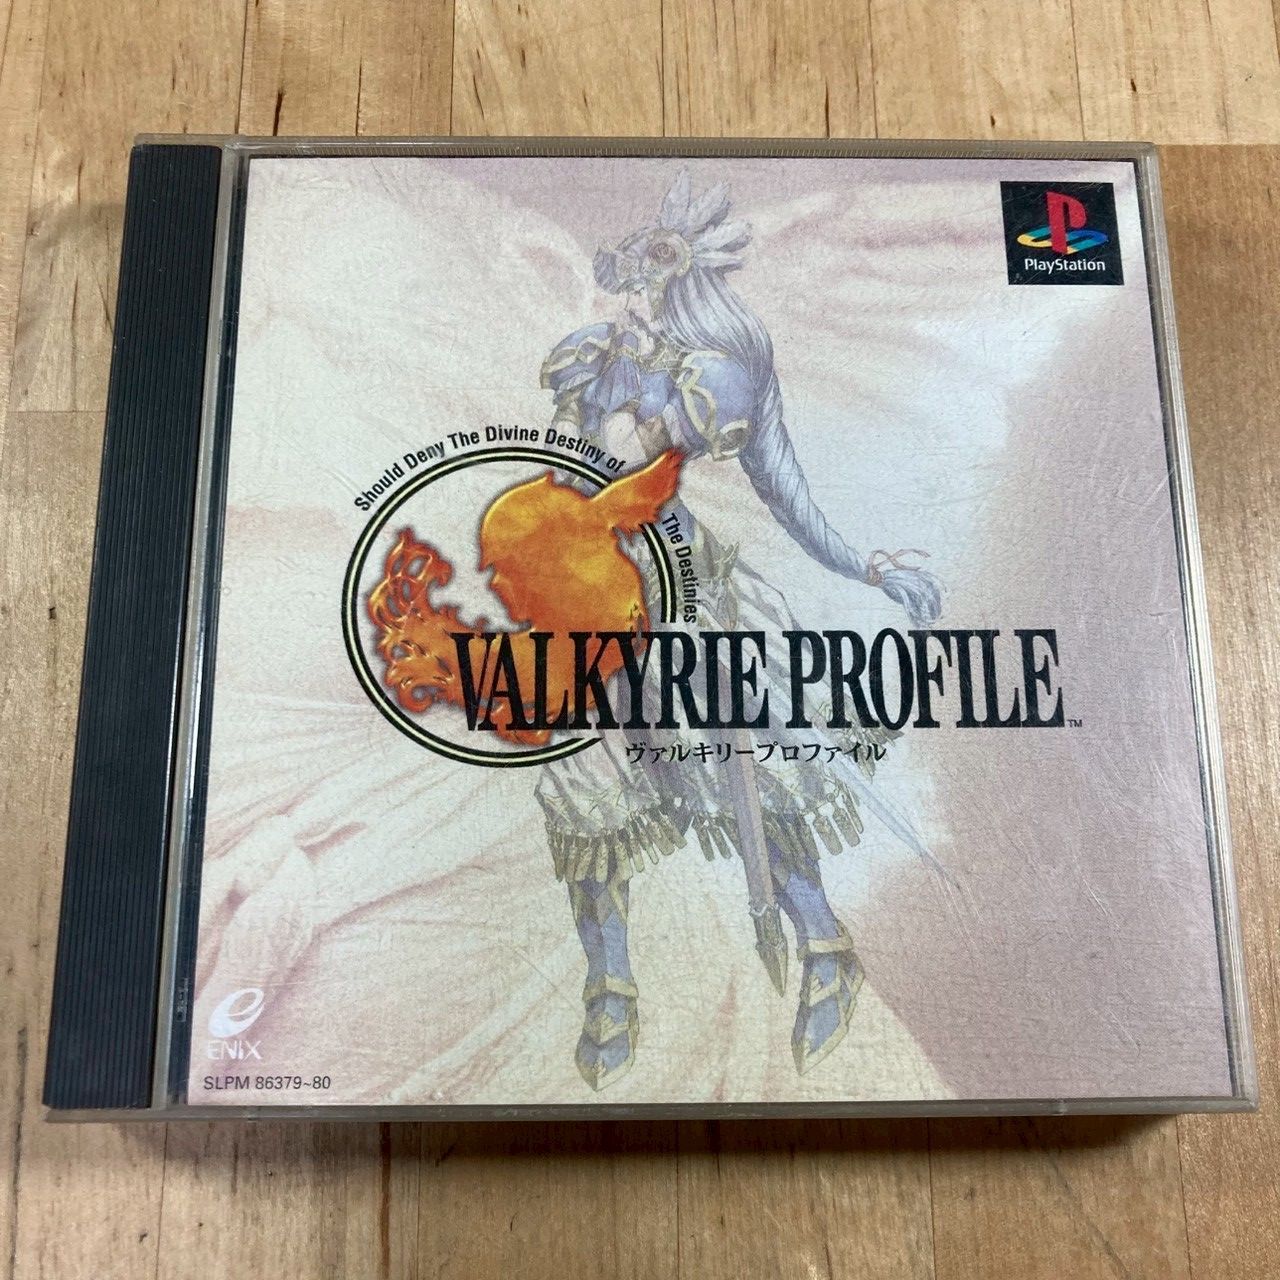 PlayStation
Should Deny The Divine Destiny of
The Destinies
VALKYRIE PROFILE™
ヴァルキリープロファイル
ENIX
SLPM 86379~80